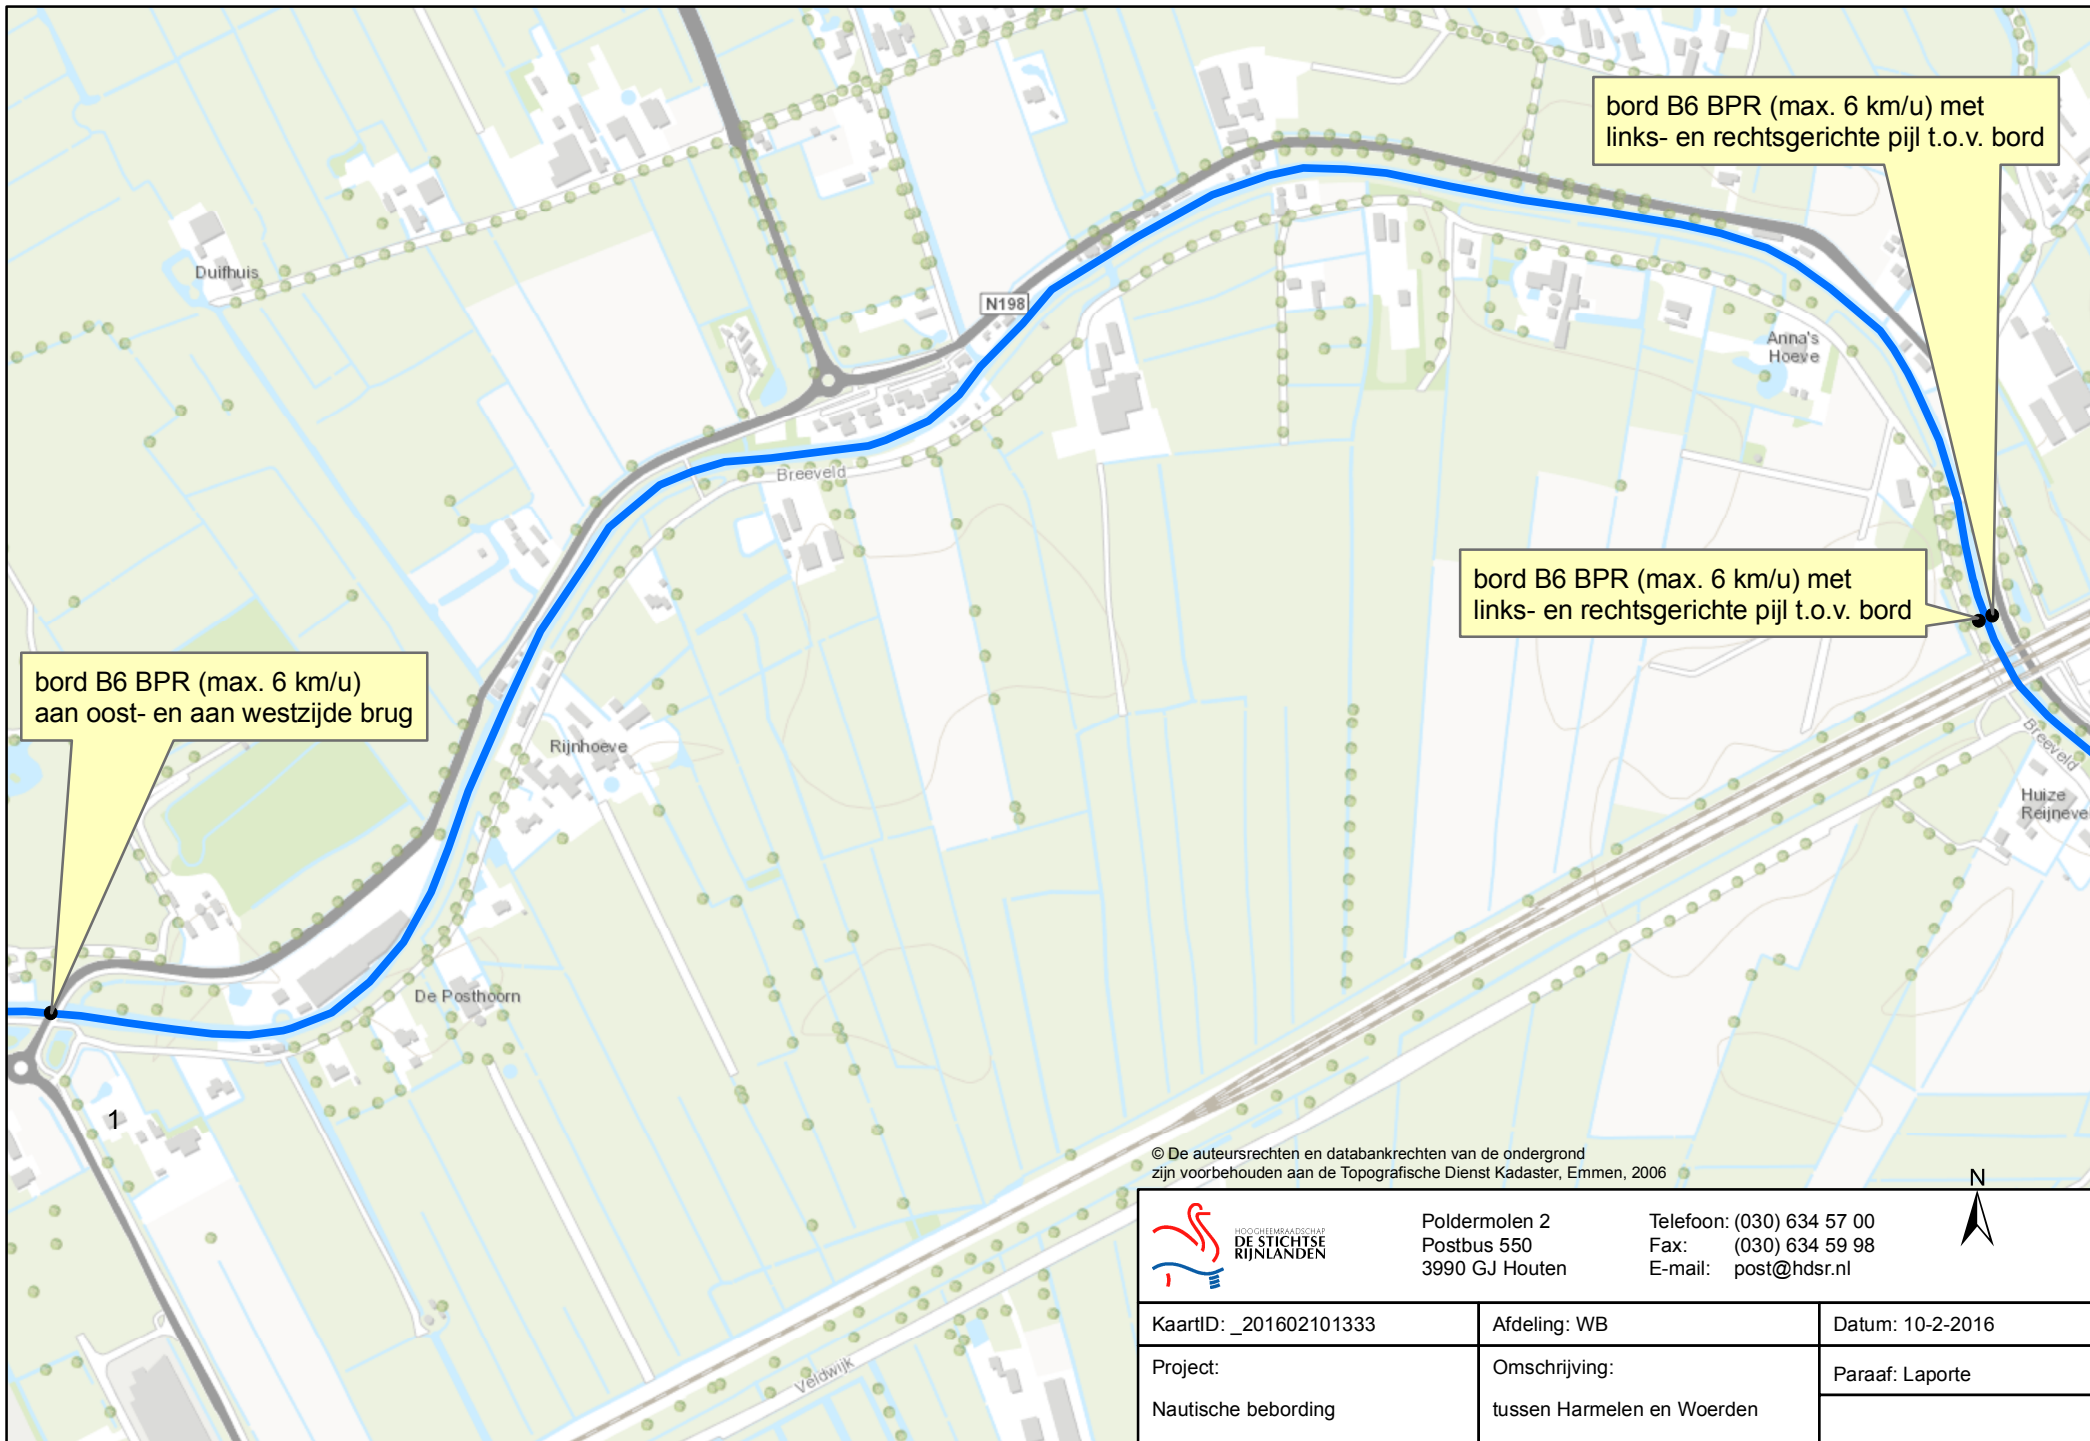 bord B6 BPR (max. 6 km/u) met
links- en rechtsgerichte pijl t.o.v. bord
Duifhuis
N198
Anna's
Hoeve
Breeveld
bord B6 BPR (max. 6 km/u) met
links- en rechtsgerichte pijl t.o.v. bord
bord B6 BPR (max. 6 km/u)
aan oost- en aan westzijde brug
Rijnhoeve
Breeveld
Huize
Reijneve
De Posthoorn
1
© De auteursrechten en databankrechten van de ondergrond
zijn voorbehouden aan de Topografische Dienst Kadaster, Emmen, 2006
N
HOOGHEEMRAADSCHAP
DE STICHTSE
RIJNLANDEN
Poldermolen 2
Postbus 550
3990 GJ Houten
Telefoon: (030) 634 57 00
Fax: (030) 634 59 98
E-mail: post@hdsr.nl
KaartID: _201602101333
Afdeling: WB
Datum: 10-2-2016
Project:
Nautische bebording
Omschrijving:
tussen Harmelen en Woerden
Paraaf: Laporte
Veldwijk